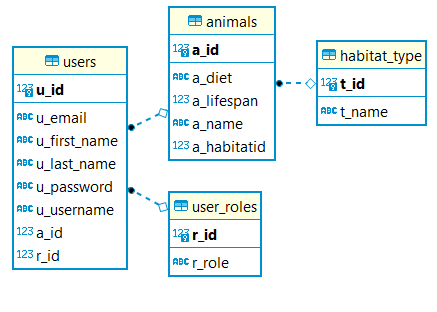 users
123 u_id
ABC u_email
ABC u_first_name
ABC u_last_name
ABC u_password
ABC u_username
123 a_id
123 r_id
animals
123 a_id
ABC a_diet
123 a_lifespan
ABC a_name
123 a_habitatid
habitat_type
123 t_id
ABC t_name
user_roles
123 r_id
ABC r_role